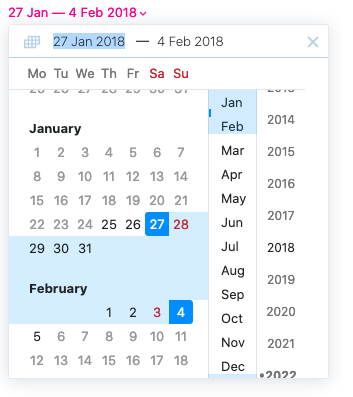 27 Jan — 4 Feb 2018
27 Jan 2018 — 4 Feb 2018
Mo Tu We Th Fr Sa Su
January
1 2 3 4 5 6 7
8 9 10 11 12 13 14
15 16 17 18 19 20 21
22 23 24 25 26 27 28
29 30 31
February
1 2 3 4
5 6 7 8 9 10 11
12 13 14 15 16 17 18
Jan
Feb
Mar
Apr
May
Jun
Jul
Aug
Sep
Oct
Nov
Dec
2014
2015
2016
2017
2018
2019
2020
2021
•2022